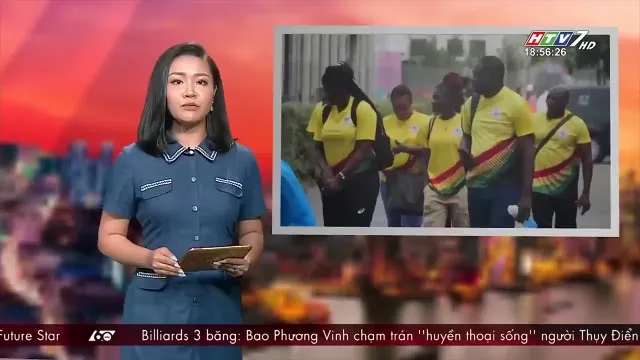 HTV7 HD
18:56:26
Future Star 60 Billiards 3 băng: Bao Phương Vinh chạm trán "huyền thoại sống" người Thụy Điển